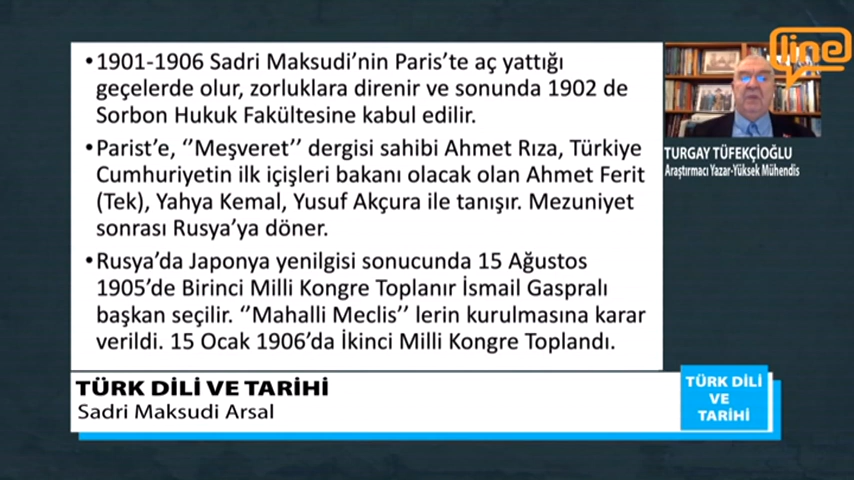 • 1901-1906 Sadri Maksudi’nin Paris’te aç yattığı
geçelerde olur, zorluklara direnir ve sonunda 1902 de
Sorbon Hukuk Fakültesine kabul edilir.
• Parist’e, ‘’Meşveret’’ dergisi sahibi Ahmet Rıza, Türkiye
Cumhuriyetin ilk içişleri bakanı olacak olan Ahmet Ferit
(Tek), Yahya Kemal, Yusuf Akçura ile tanışır. Mezuniyet
sonrası Rusya’ya döner.
• Rusya’da Japonya yenilgisi sonucunda 15 Ağustos
1905’de Birinci Milli Kongre Toplanır İsmail Gaspralı
başkan seçilir. ‘’Mahalli Meclis’’ lerin kurulmasına karar
verildi. 15 Ocak 1906’da İkinci Milli Kongre Toplandı.
line
TURGAY TÜFEKÇİOĞLU
Araştırmacı Yazar-Yüksek Mühendis
TÜRK DİLİ VE TARİHİ
Sadri Maksudi Arsal
TÜRK DİLİ
VE
TARİHİ